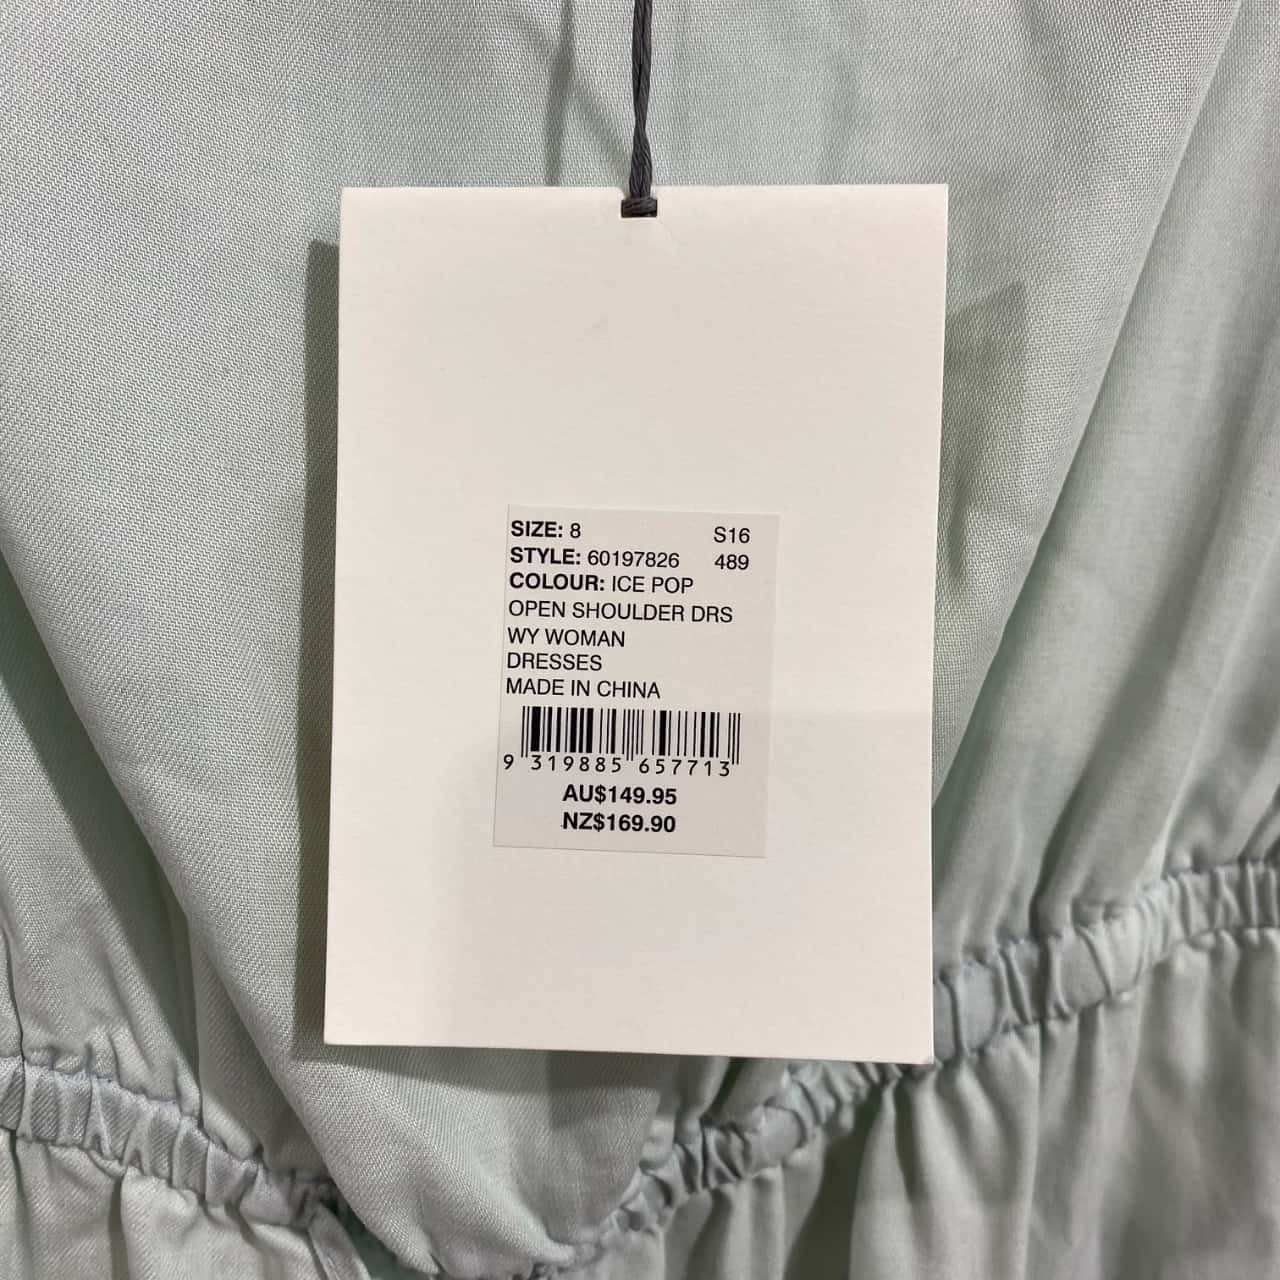 SIZE: 8 S16
STYLE: 60197826 489
COLOUR: ICE POP
OPEN SHOULDER DRS
WY WOMAN
DRESSES
MADE IN CHINA
9 319885 657713
AU$149.95
NZ$169.90